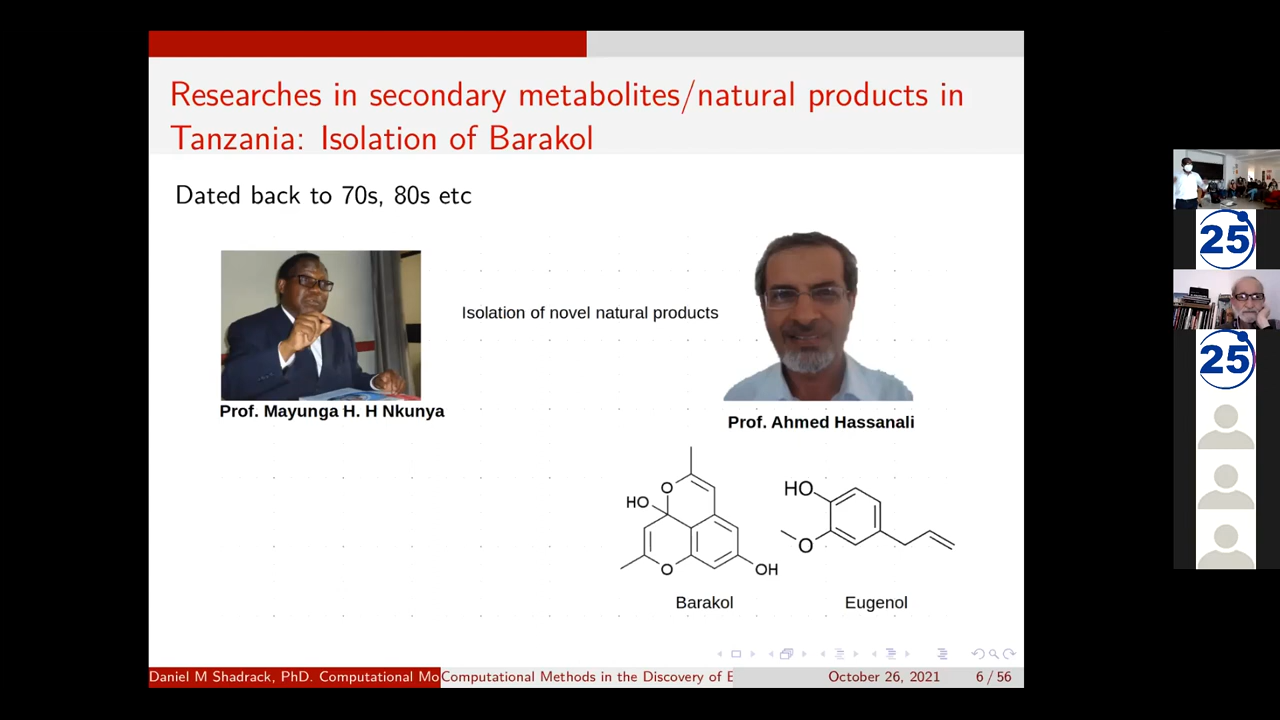 Researches in secondary metabolites/natural products in
Tanzania: Isolation of Barakol
Dated back to 70s, 80s etc
Isolation of novel natural products
Prof. Mayunga H. H Nkunya
Prof. Ahmed Hassanali
O
HO
O
OH
HO
O
Barakol
Eugenol
Daniel M Shadrack, PhD. Computational Mo
Computational Methods in the Discovery of E
October 26, 2021
6 / 56
25
25